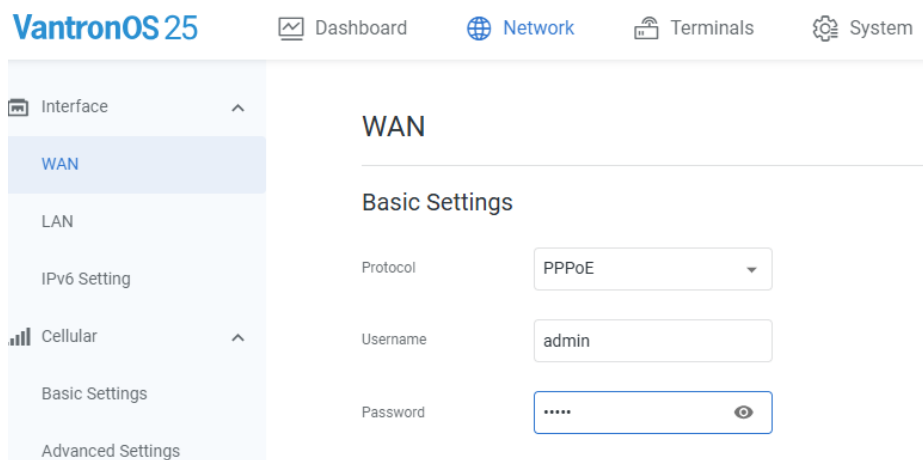 VantronOS 25
Dashboard
Network
Terminals
System
Interface
WAN
LAN
IPv6 Setting
Cellular
Basic Settings
Advanced Settings
WAN
Basic Settings
Protocol
PPPoE
Username
admin
Password
•••••